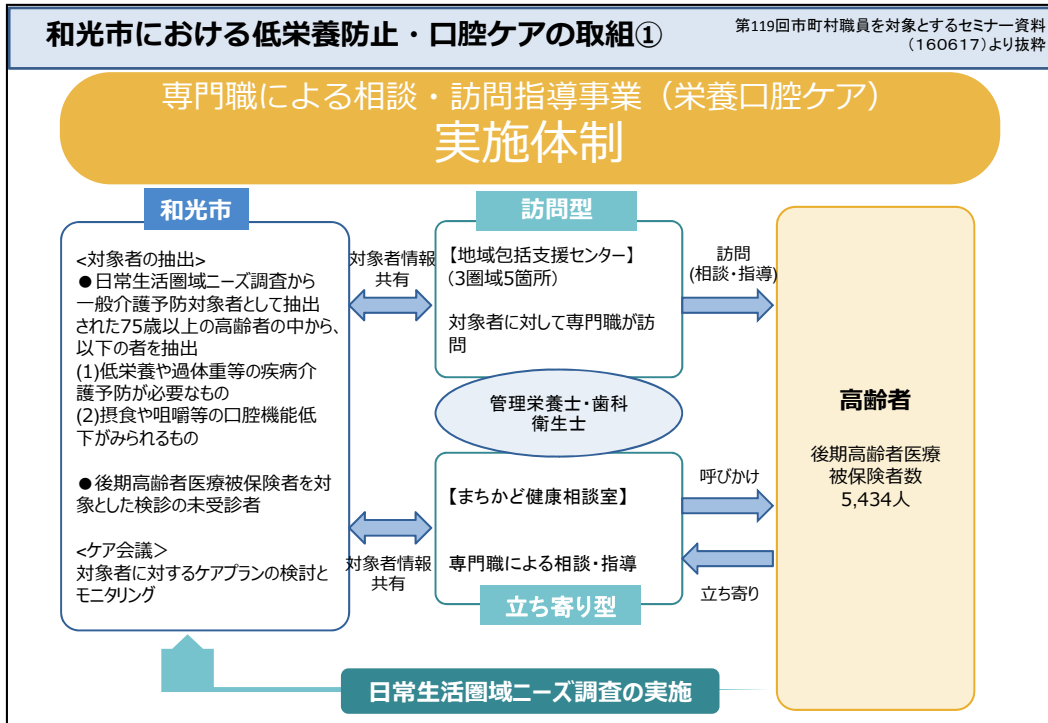 和光市における低栄養防止・口腔ケアの取組①
第119回市町村職員を対象とするセミナー資料
（160617）より抜粋
専門職による相談・訪問指導事業（栄養口腔ケア）
実施体制
和光市
<対象者の抽出>
●日常生活圏域ニーズ調査から
一般介護予防対象者として抽出
された75歳以上の高齢者の中から、
以下の者を抽出
(1)低栄養や過体重等の疾病介
護予防が必要なもの
(2)摂食や咀嚼等の口腔機能低
下がみられるもの
●後期高齢者医療被保険者を対
象とした検診の未受診者
<ケア会議＞
対象者に対するケアプランの検討と
モニタリング
対象者情報
共有
対象者情報
共有
訪問型
【地域包括支援センター】
（3圏域5箇所）
対象者に対して専門職が訪
問
管理栄養士・歯科
衛生士
【まちかど健康相談室】
専門職による相談・指導
立ち寄り型
訪問
(相談・指導)
呼びかけ
立ち寄り
高齢者
後期高齢者医療
被保険者数
5,434人
日常生活圏域ニーズ調査の実施